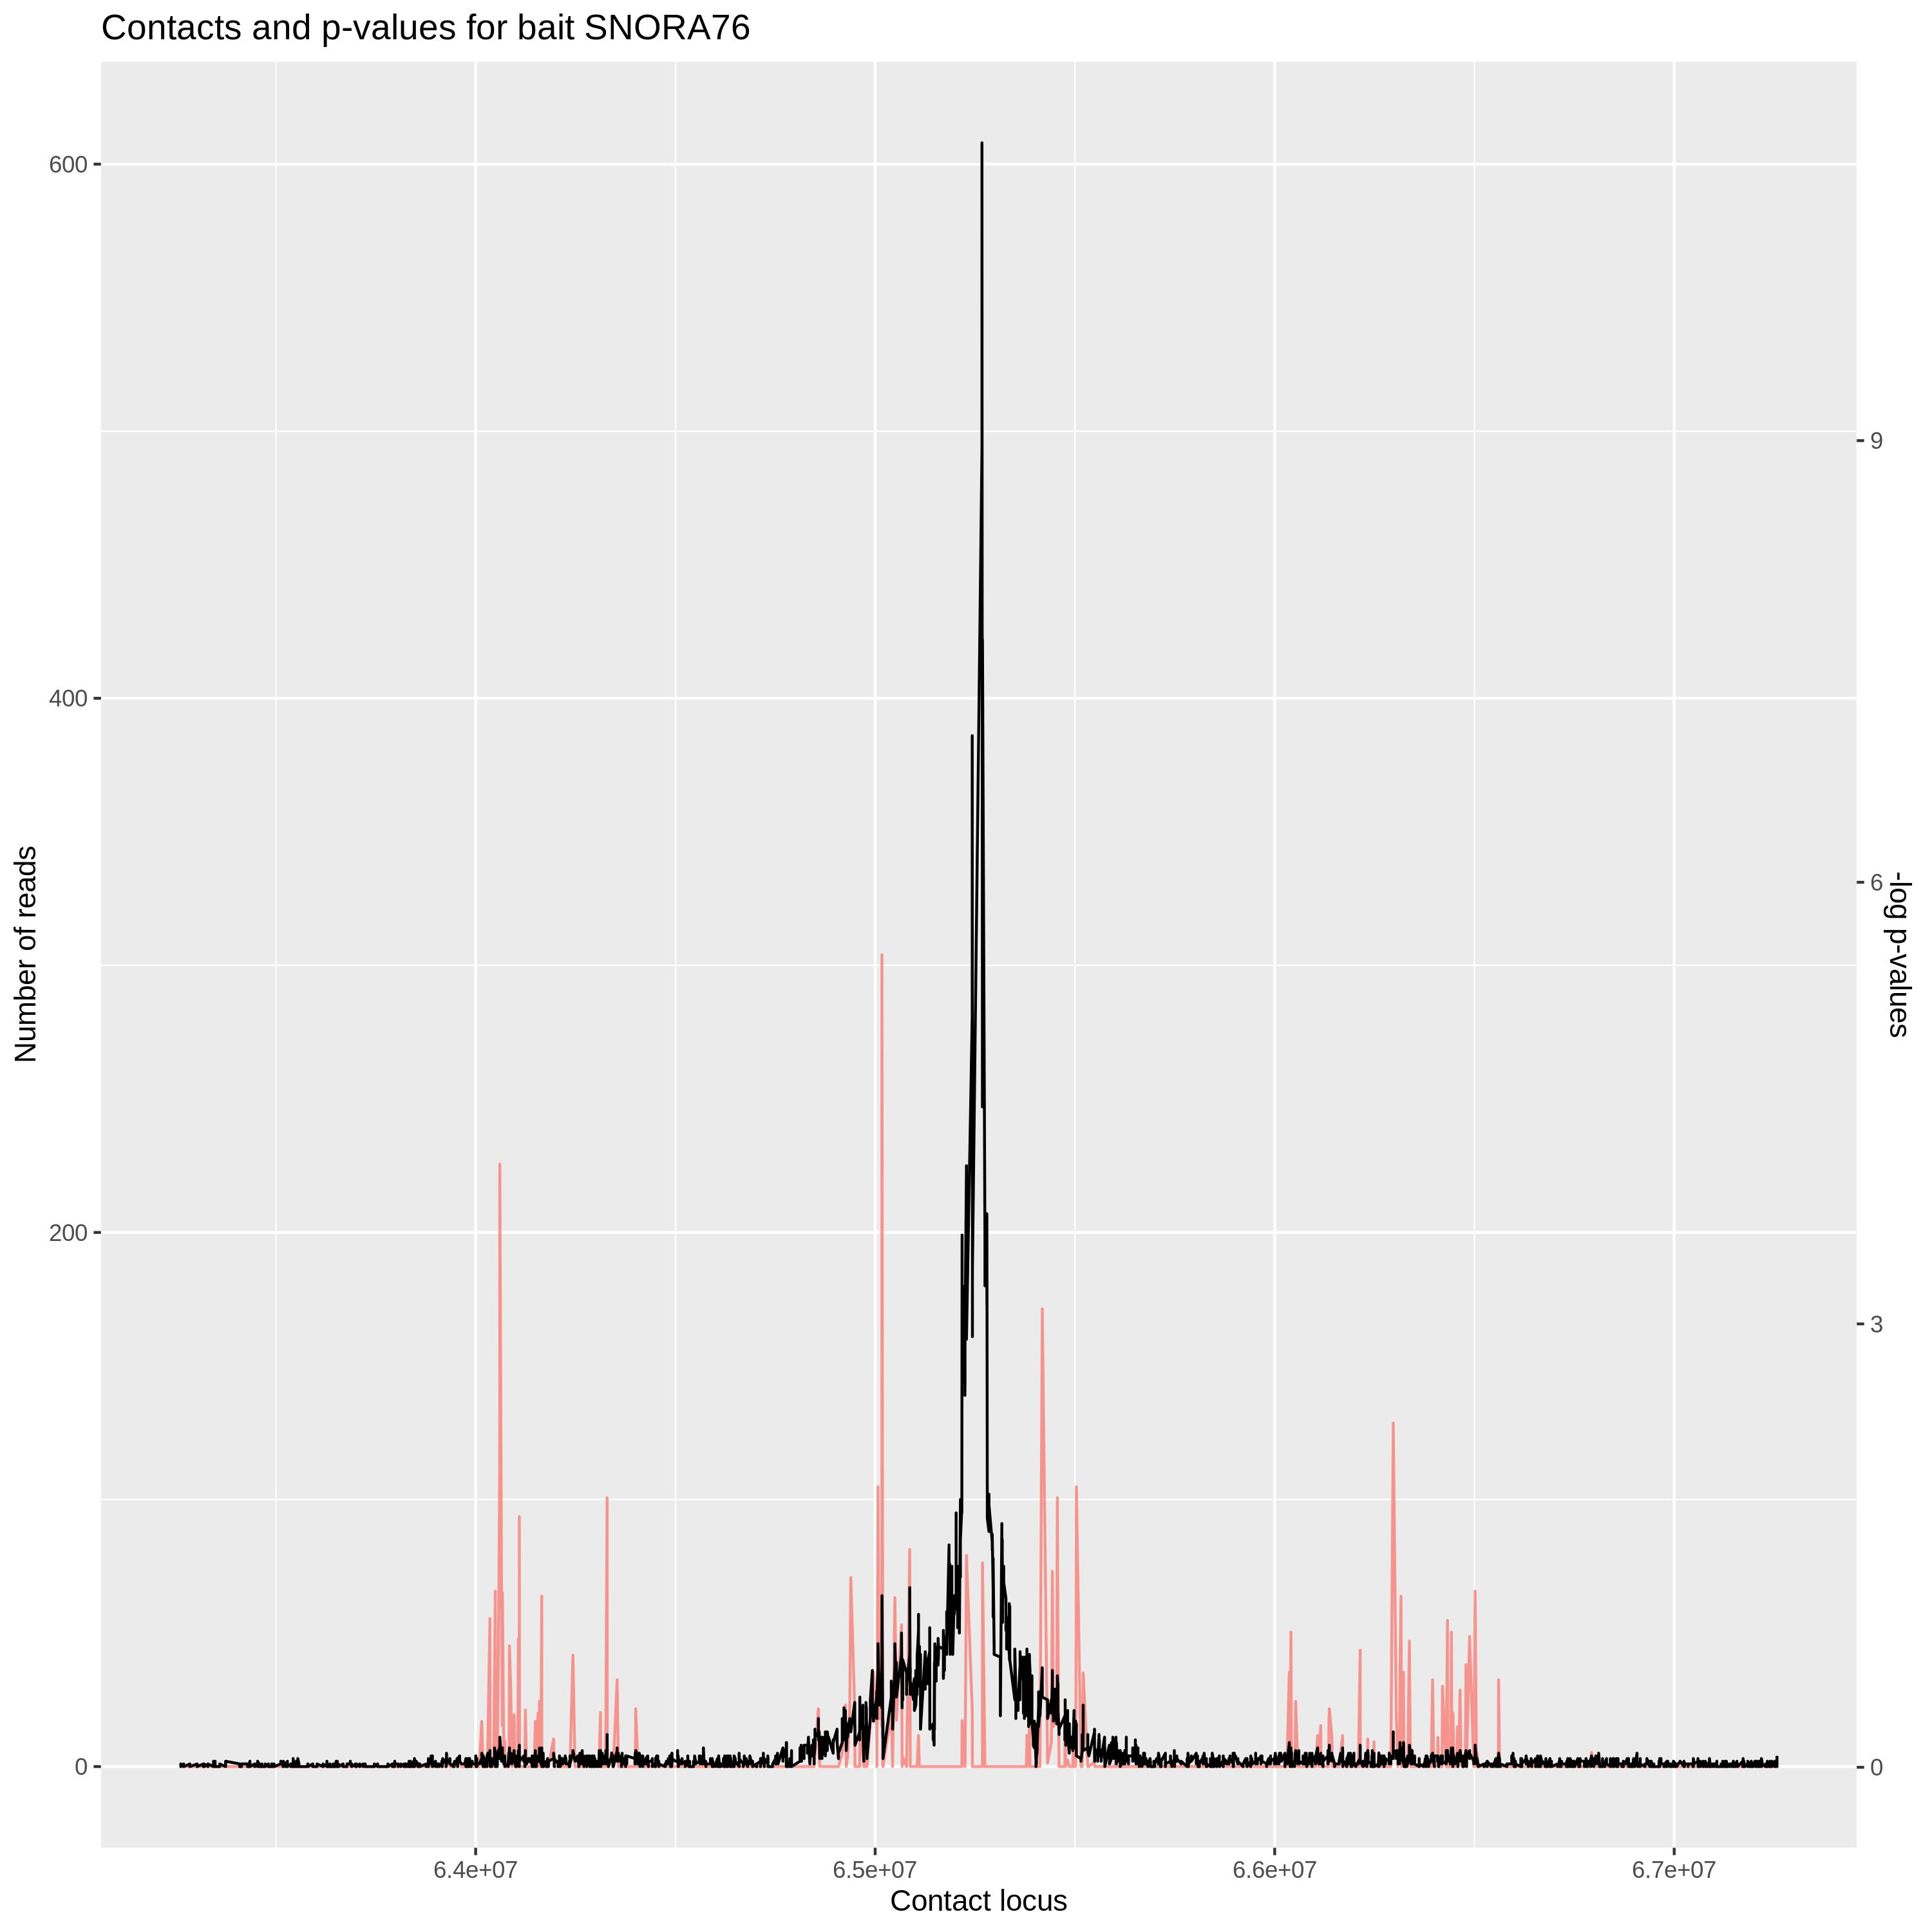 Contacts and p-values for bait SNORA76
600
400
200
0
Number of reads
9
6
3
0
-log p-values
6.4e+07
6.5e+07
6.6e+07
6.7e+07
Contact locus